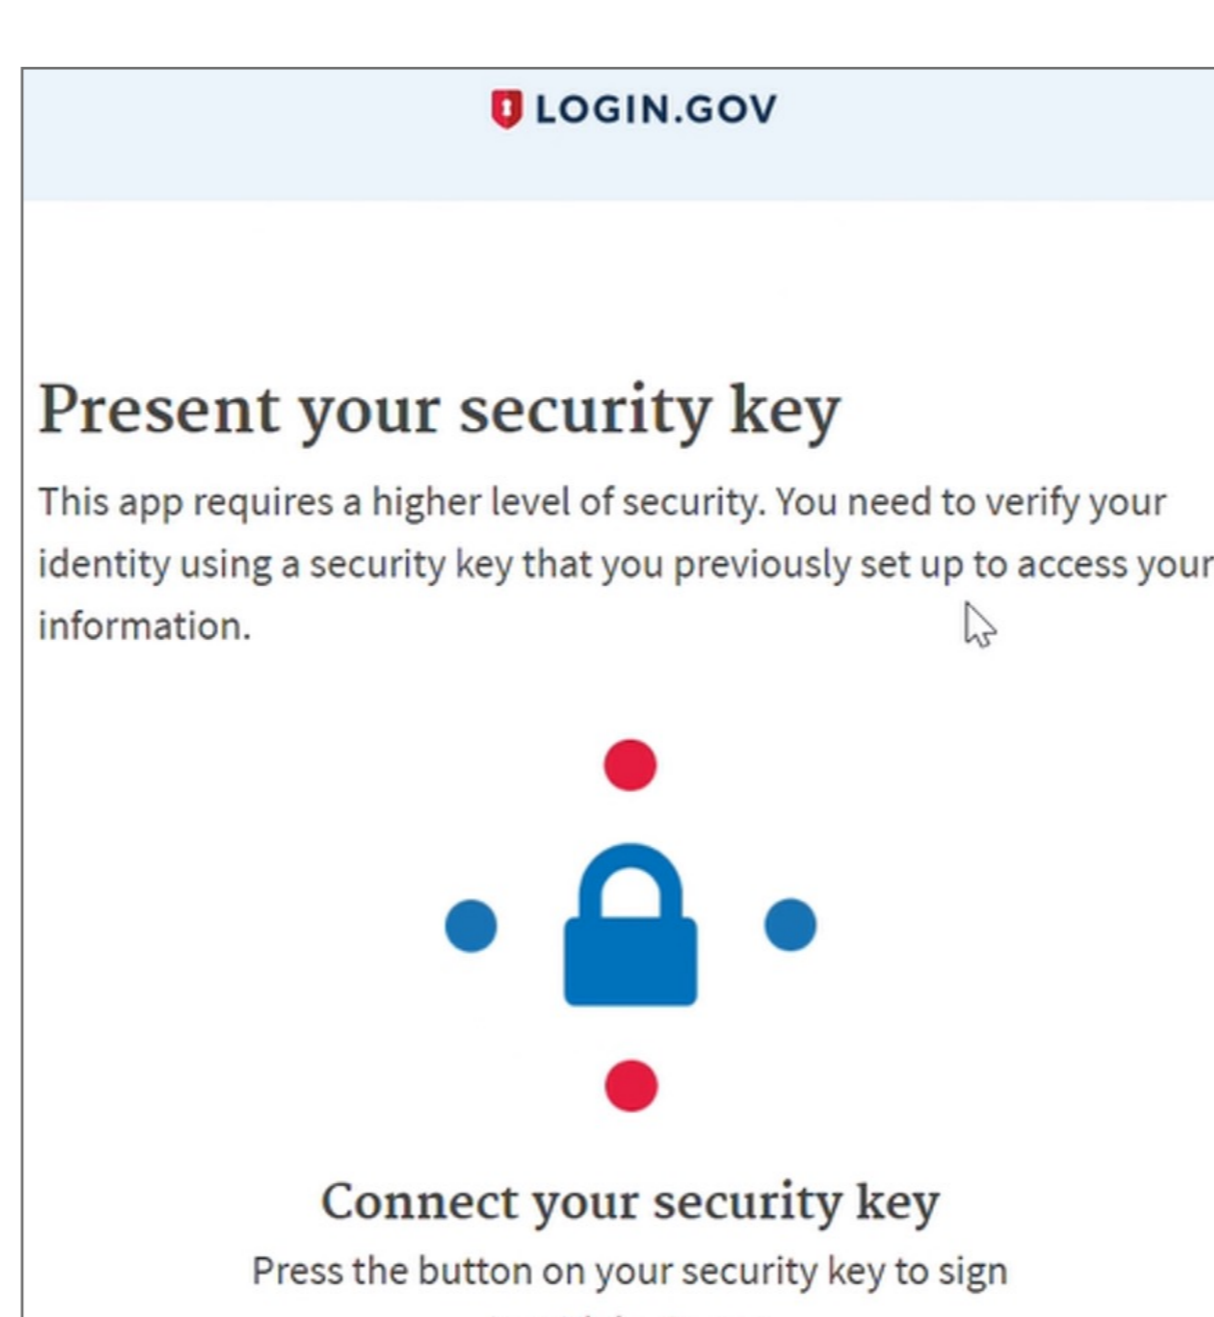 LOGIN.GOV
Present your security key
This app requires a higher level of security. You need to verify your
identity using a security key that you previously set up to access your
information.
Connect your security key
Press the button on your security key to sign